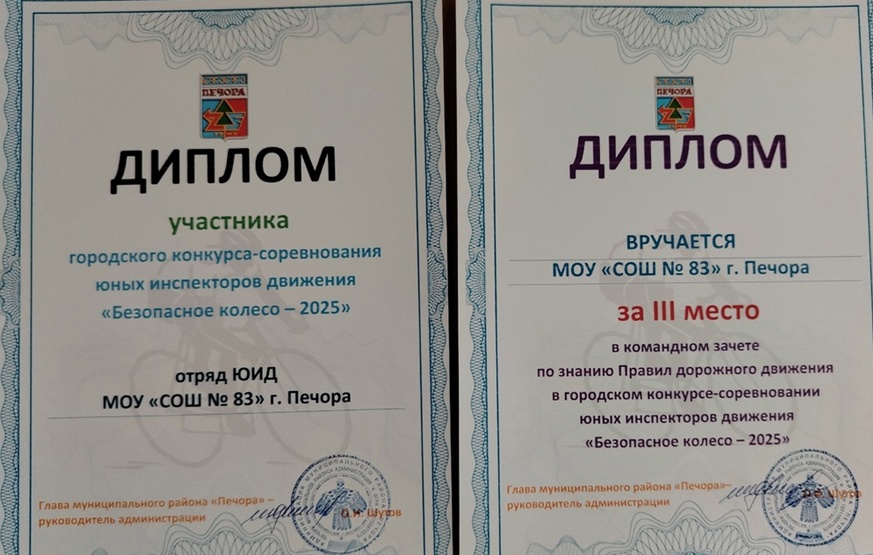 ПЕЧОРА
ДИПЛОМ
участника
городского конкурса-соревнования
юных инспекторов движения
«Безопасное колесо – 2025»
отряд ЮИД
МОУ «СОШ № 83» г. Печора
Глава муниципального района «Печора» –
руководитель администрации
Шутов
ПЕЧОРА
ДИПЛОМ
ВРУЧАЕТСЯ
МОУ «СОШ № 83» г. Печора
за III место
в командном зачете
по знанию Правил дорожного движения
в городском конкурсе-соревновании
юных инспекторов движения
«Безопасное колесо – 2025»
Глава муниципального района «Печора»–
руководитель администрации
Шутов